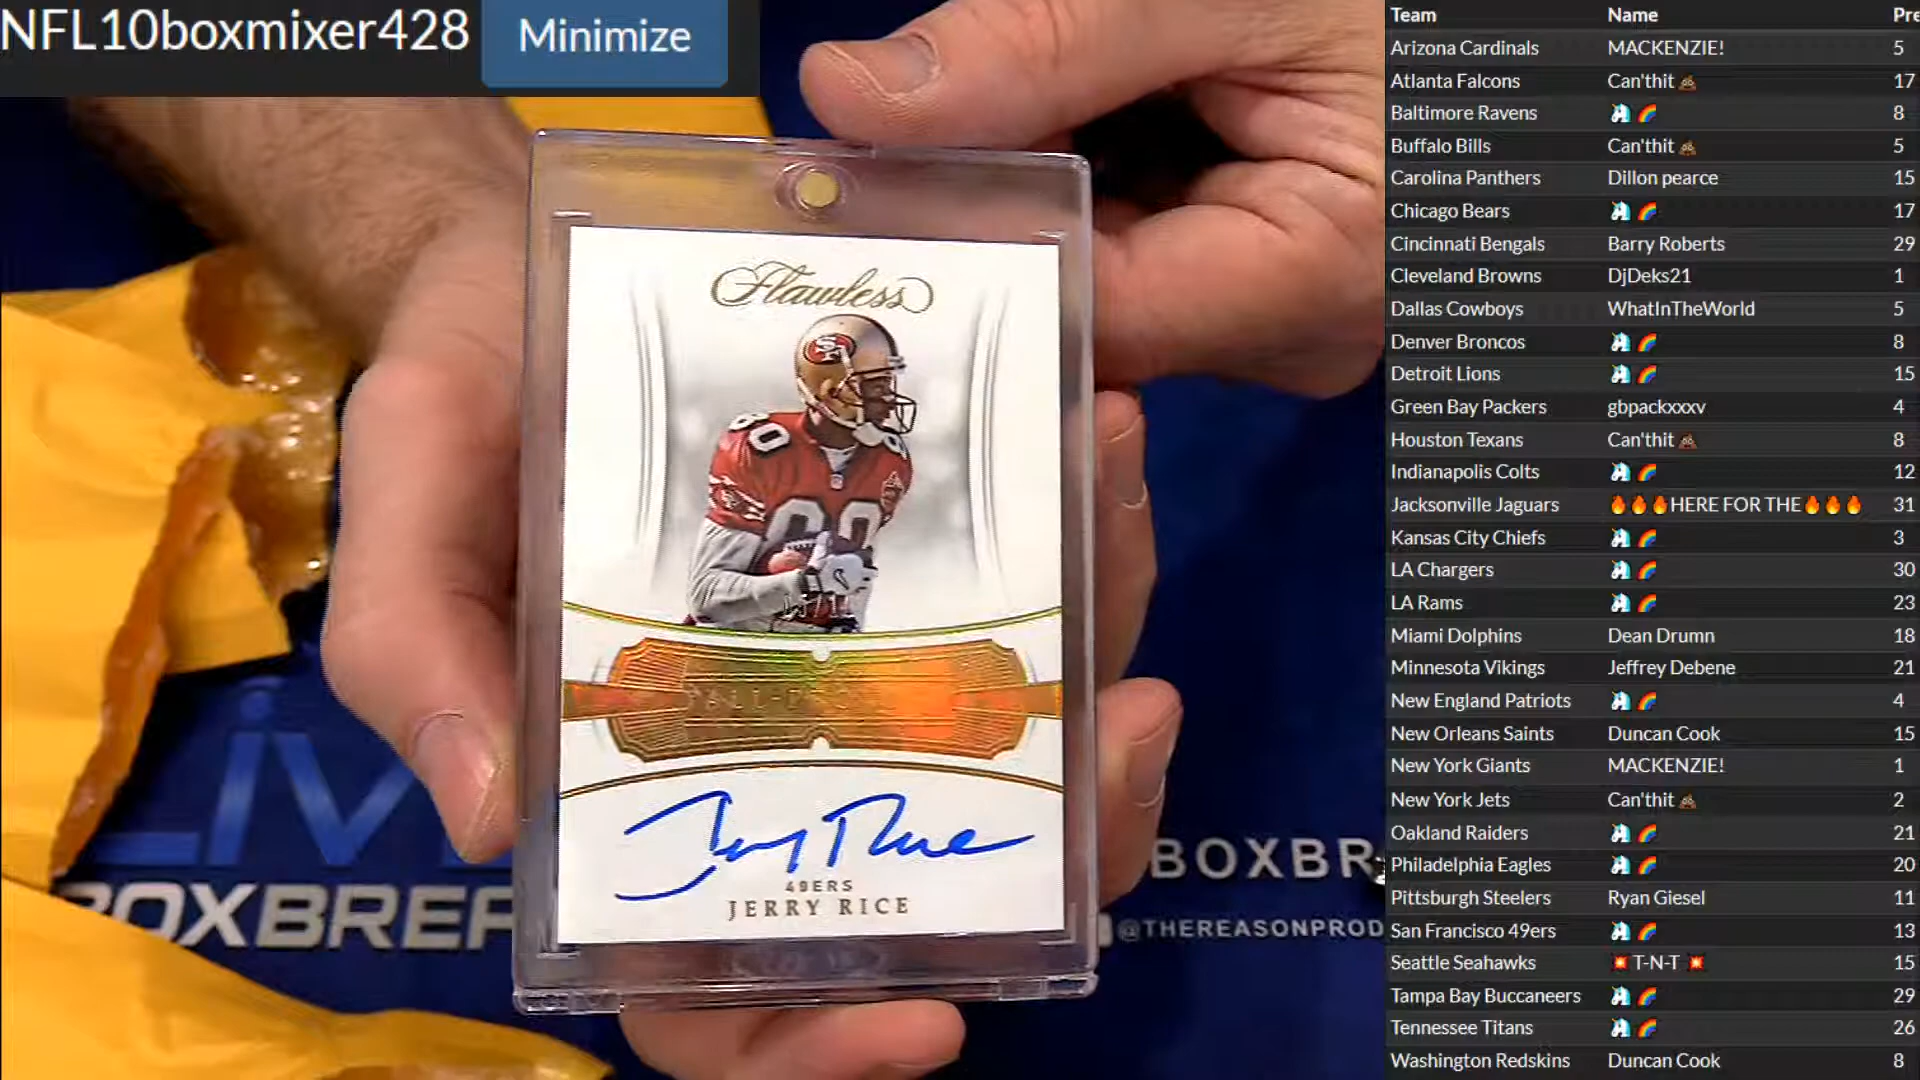 NFL10boxmixer428
Minimize
Flawless
80
80
49ERS
JERRY RICE
Jerry Rice
LIVE
BOXBREA
BOXBR
@THEREASONPROD
Team Name Pre
Arizona Cardinals MACKENZIE! 5
Atlanta Falcons Can'thit 💩 17
Baltimore Ravens 🦄 🌈 8
Buffalo Bills Can'thit 💩 5
Carolina Panthers Dillon pearce 15
Chicago Bears 🦄 🌈 17
Cincinnati Bengals Barry Roberts 29
Cleveland Browns DjDeks21 1
Dallas Cowboys WhatInTheWorld 5
Denver Broncos 🦄 🌈 8
Detroit Lions 🦄 🌈 15
Green Bay Packers gbpackxxxv 4
Houston Texans Can'thit 💩 8
Indianapolis Colts 🦄 🌈 12
Jacksonville Jaguars 🔥🔥🔥HERE FOR THE🔥🔥🔥 31
Kansas City Chiefs 🦄 🌈 3
LA Chargers 🦄 🌈 30
LA Rams 🦄 🌈 23
Miami Dolphins Dean Drumn 18
Minnesota Vikings Jeffrey Debene 21
New England Patriots 🦄 🌈 4
New Orleans Saints Duncan Cook 15
New York Giants MACKENZIE! 1
New York Jets Can'thit 💩 2
Oakland Raiders 🦄 🌈 21
Philadelphia Eagles 🦄 🌈 20
Pittsburgh Steelers Ryan Giesel 11
San Francisco 49ers 🦄 🌈 13
Seattle Seahawks 💥 T-N-T 💥 15
Tampa Bay Buccaneers 🦄 🌈 29
Tennessee Titans 🦄 🌈 26
Washington Redskins Duncan Cook 8